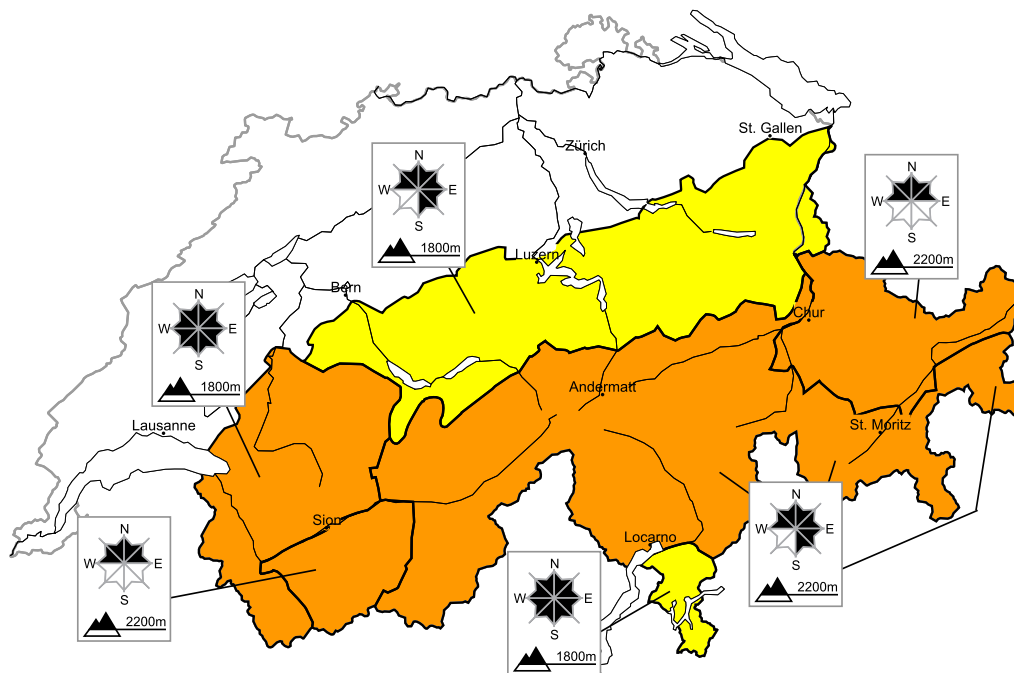 St. Gallen
Zürich
N
W E
S
1800m
N
W E
S
2200m
Luzern
Bern
N
W E
S
1800m
Chur
Andermatt
Lausanne
St. Moritz
Sion
N
W E
S
2200m
Locarno
N
W E
S
1800m
N
W E
S
2200m